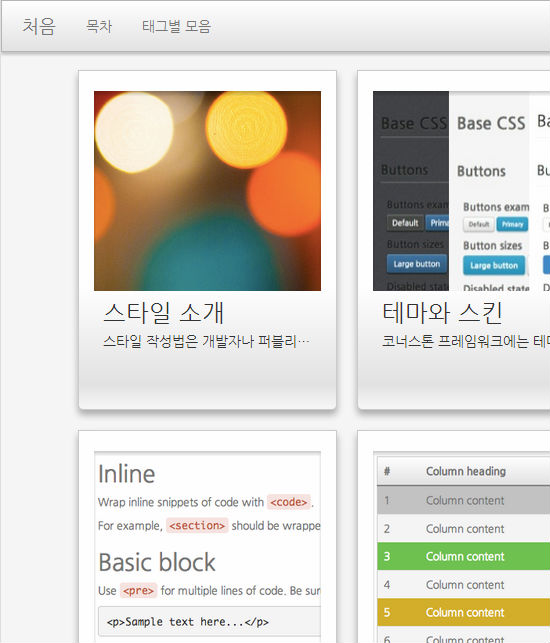 처음 목차 태그별 모음
Base CSS Base CSS
Buttons Buttons
Buttons exam Buttons exam
Default Prima Default Primary
Button sizes Button sizes
Large button Large button
Disabled state
스타일 소개
스타일 작성법은 개발자나 퍼블리…
테마와 스킨
코너스톤 프레임워크에는 테마
Inline
Wrap inline snippets of code with <code>.
For example, <section> should be wrappe
Basic block
Use <pre> for multiple lines of code. Be sur
<p>Sample text here...</p>
# Column heading
1 Column content
2 Column content
3 Column content
4 Column content
5 Column content
6 Column content